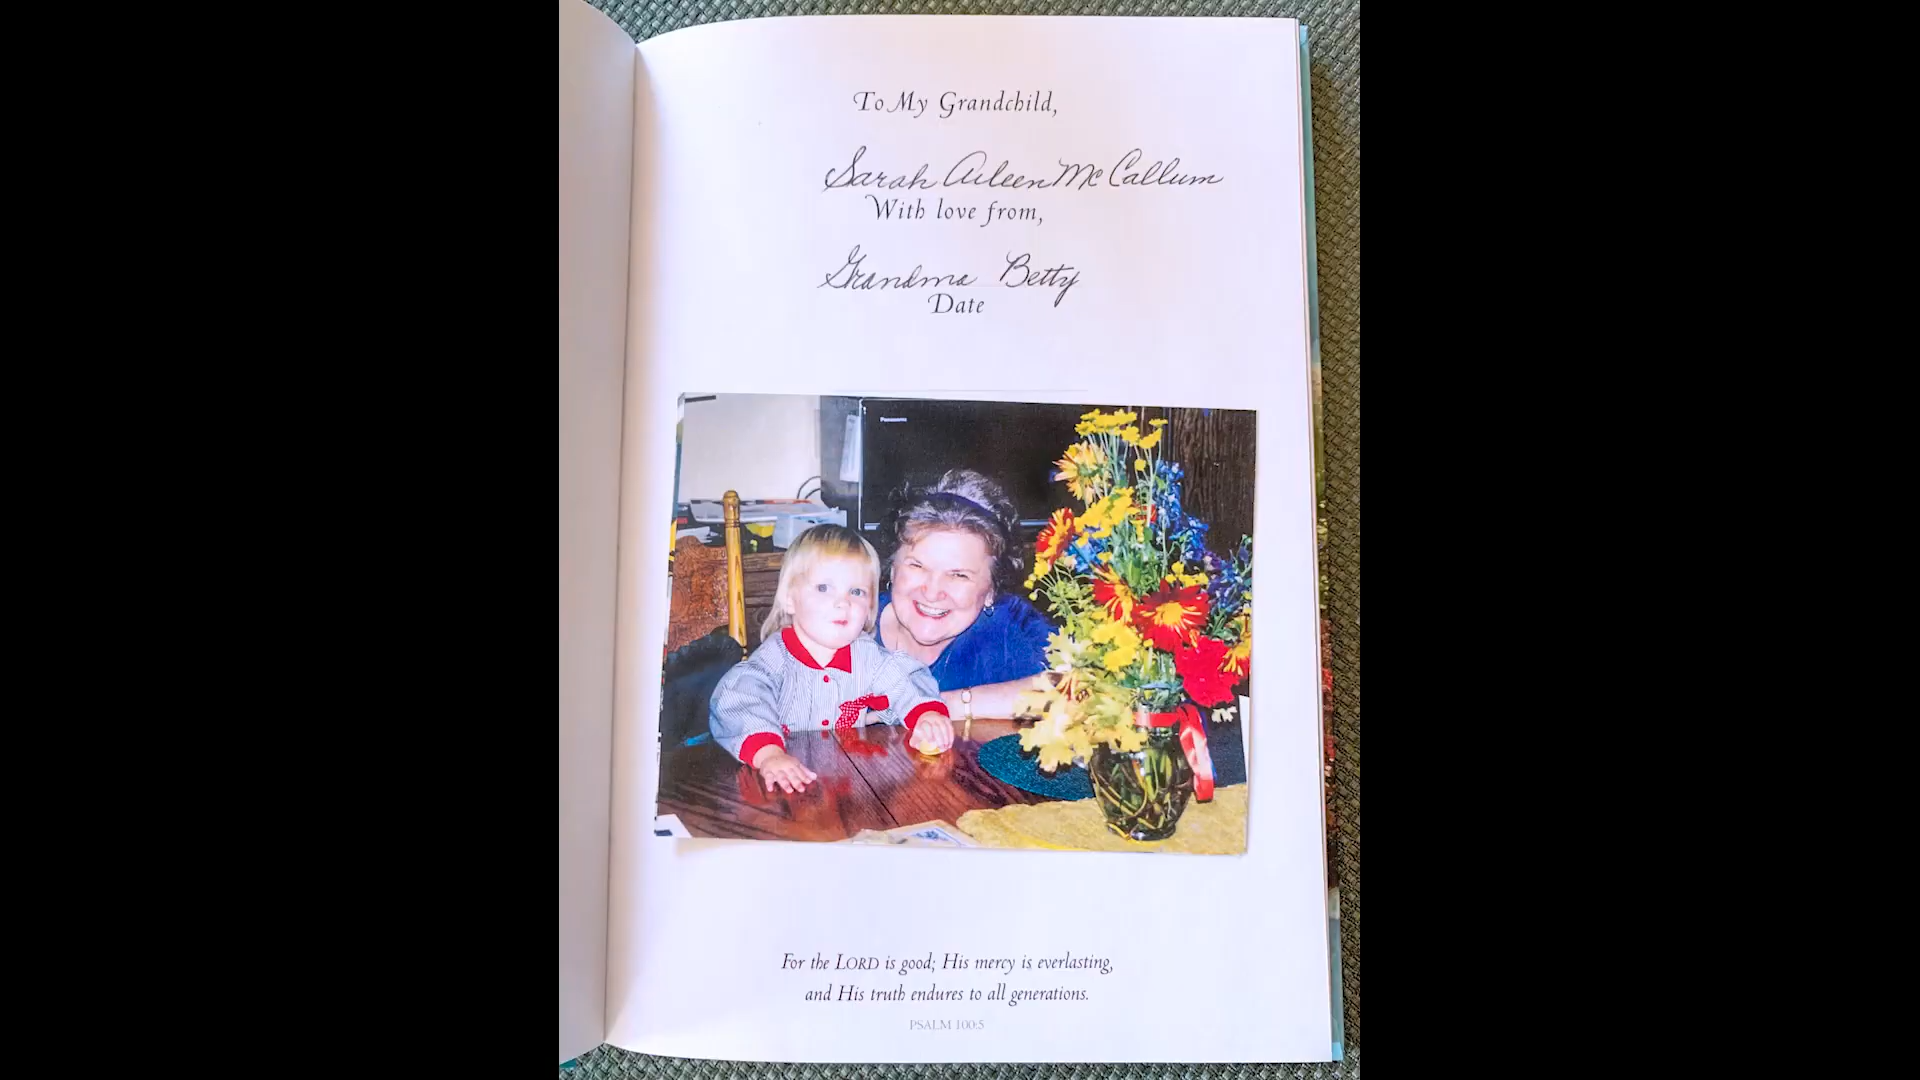 To My Grandchild,
Sarah Aileen McCallum
With love from,
Grandma Betty
Date
Panasonic
For the LORD is good; His mercy is everlasting,
and His truth endures to all generations.
PSALM 100:5